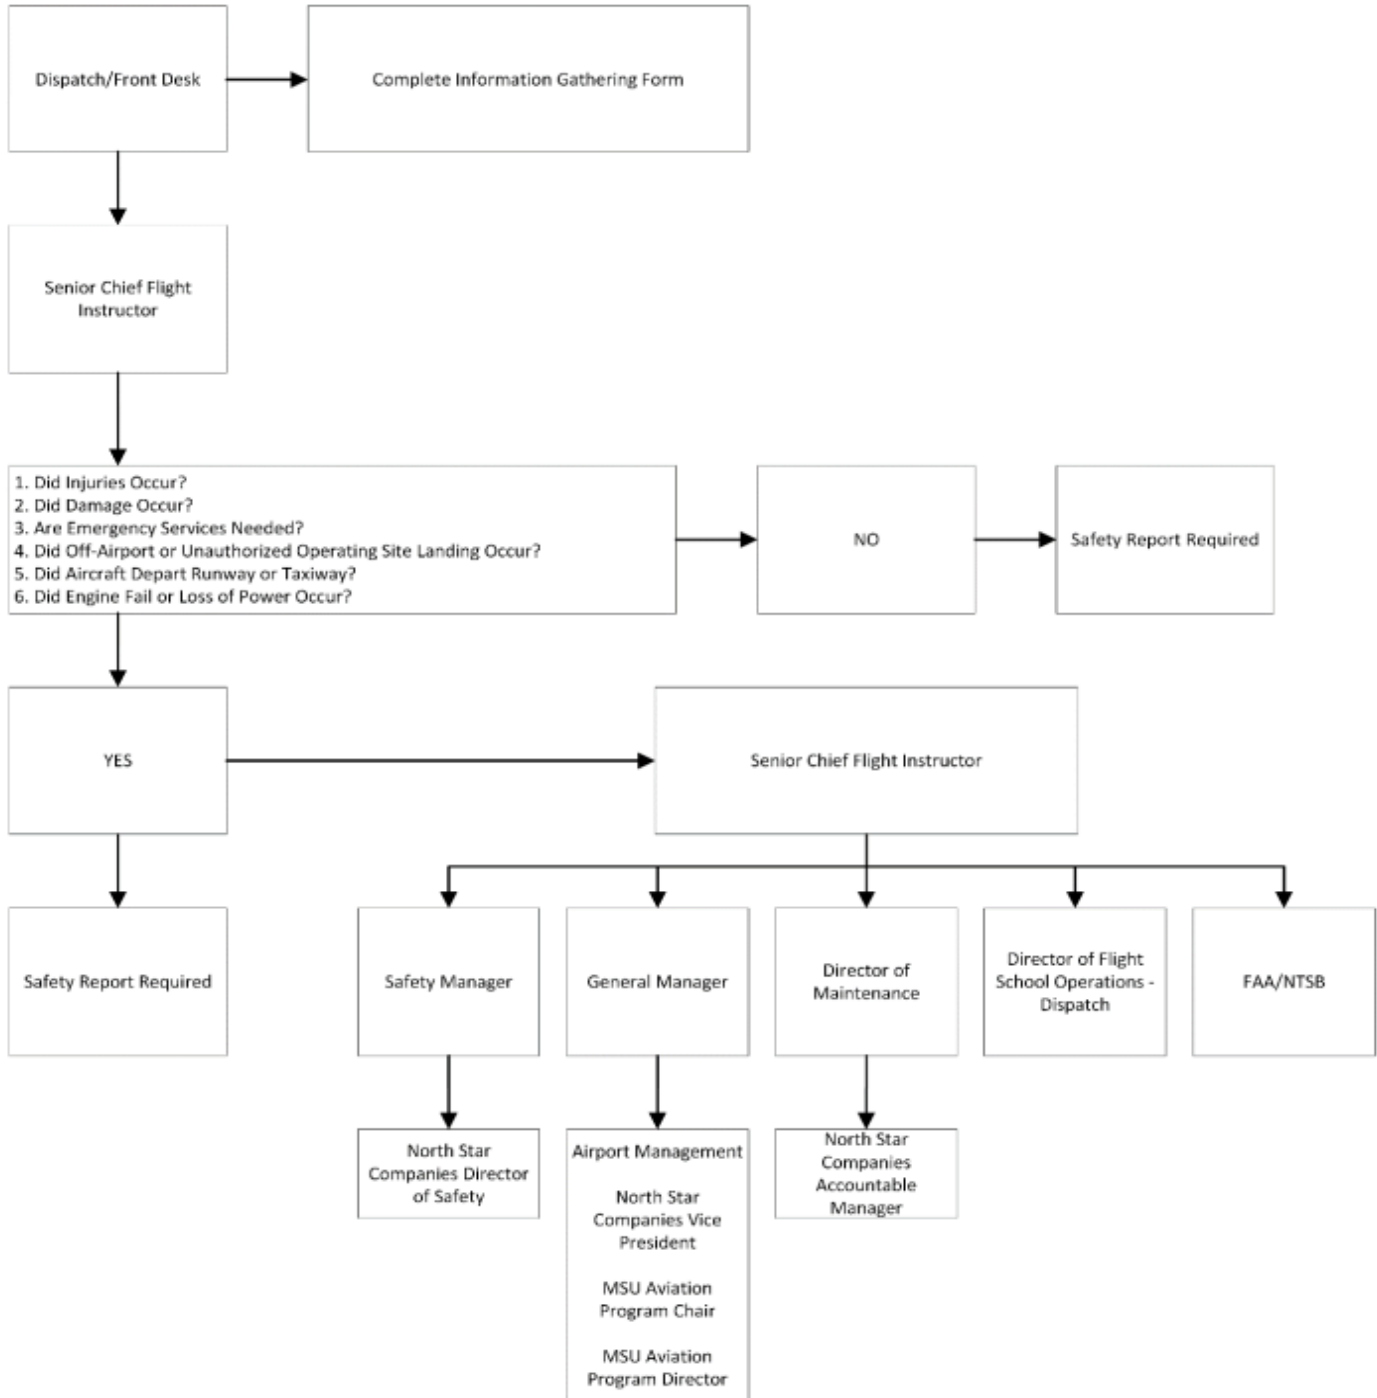 Dispatch/Front Desk
Complete Information Gathering Form
Senior Chief Flight
Instructor
1. Did Injuries Occur?
2. Did Damage Occur?
3. Are Emergency Services Needed?
4. Did Off-Airport or Unauthorized Operating Site Landing Occur?
5. Did Aircraft Depart Runway or Taxiway?
6. Did Engine Fail or Loss of Power Occur?
NO
Safety Report Required
YES
Senior Chief Flight Instructor
Safety Report Required
Safety Manager
General Manager
Director of
Maintenance
Director of Flight
School Operations -
Dispatch
FAA/NTSB
North Star
Companies Director
of Safety
Airport Management
North Star
Companies Vice
President
MSU Aviation
Program Chair
MSU Aviation
Program Director
North Star
Companies
Accountable
Manager